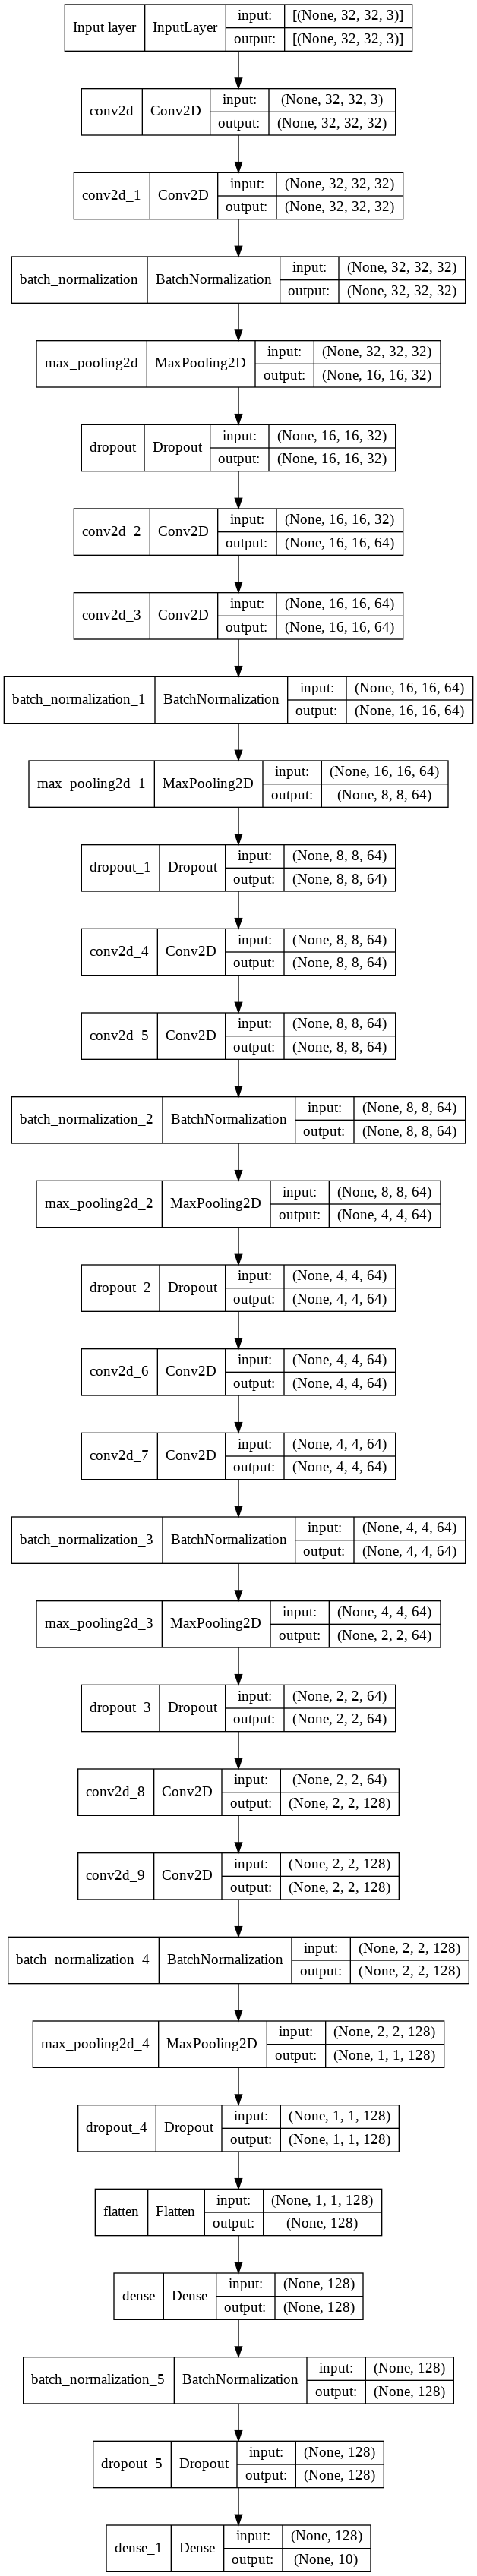 Input layer InputLayer input: [(None, 32, 32, 3)]
output: [(None, 32, 32, 3)]
conv2d Conv2D input: (None, 32, 32, 3)
output: (None, 32, 32, 32)
conv2d_1 Conv2D input: (None, 32, 32, 32)
output: (None, 32, 32, 32)
batch_normalization BatchNormalization input: (None, 32, 32, 32)
output: (None, 32, 32, 32)
max_pooling2d MaxPooling2D input: (None, 32, 32, 32)
output: (None, 16, 16, 32)
dropout Dropout input: (None, 16, 16, 32)
output: (None, 16, 16, 32)
conv2d_2 Conv2D input: (None, 16, 16, 32)
output: (None, 16, 16, 64)
conv2d_3 Conv2D input: (None, 16, 16, 64)
output: (None, 16, 16, 64)
batch_normalization_1 BatchNormalization input: (None, 16, 16, 64)
output: (None, 16, 16, 64)
max_pooling2d_1 MaxPooling2D input: (None, 16, 16, 64)
output: (None, 8, 8, 64)
dropout_1 Dropout input: (None, 8, 8, 64)
output: (None, 8, 8, 64)
conv2d_4 Conv2D input: (None, 8, 8, 64)
output: (None, 8, 8, 64)
conv2d_5 Conv2D input: (None, 8, 8, 64)
output: (None, 8, 8, 64)
batch_normalization_2 BatchNormalization input: (None, 8, 8, 64)
output: (None, 8, 8, 64)
max_pooling2d_2 MaxPooling2D input: (None, 8, 8, 64)
output: (None, 4, 4, 64)
dropout_2 Dropout input: (None, 4, 4, 64)
output: (None, 4, 4, 64)
conv2d_6 Conv2D input: (None, 4, 4, 64)
output: (None, 4, 4, 64)
conv2d_7 Conv2D input: (None, 4, 4, 64)
output: (None, 4, 4, 64)
batch_normalization_3 BatchNormalization input: (None, 4, 4, 64)
output: (None, 4, 4, 64)
max_pooling2d_3 MaxPooling2D input: (None, 4, 4, 64)
output: (None, 2, 2, 64)
dropout_3 Dropout input: (None, 2, 2, 64)
output: (None, 2, 2, 64)
conv2d_8 Conv2D input: (None, 2, 2, 64)
output: (None, 2, 2, 128)
conv2d_9 Conv2D input: (None, 2, 2, 128)
output: (None, 2, 2, 128)
batch_normalization_4 BatchNormalization input: (None, 2, 2, 128)
output: (None, 2, 2, 128)
max_pooling2d_4 MaxPooling2D input: (None, 2, 2, 128)
output: (None, 1, 1, 128)
dropout_4 Dropout input: (None, 1, 1, 128)
output: (None, 1, 1, 128)
flatten Flatten input: (None, 1, 1, 128)
output: (None, 128)
dense Dense input: (None, 128)
output: (None, 128)
batch_normalization_5 BatchNormalization input: (None, 128)
output: (None, 128)
dropout_5 Dropout input: (None, 128)
output: (None, 128)
dense_1 Dense input: (None, 128)
output: (None, 10)